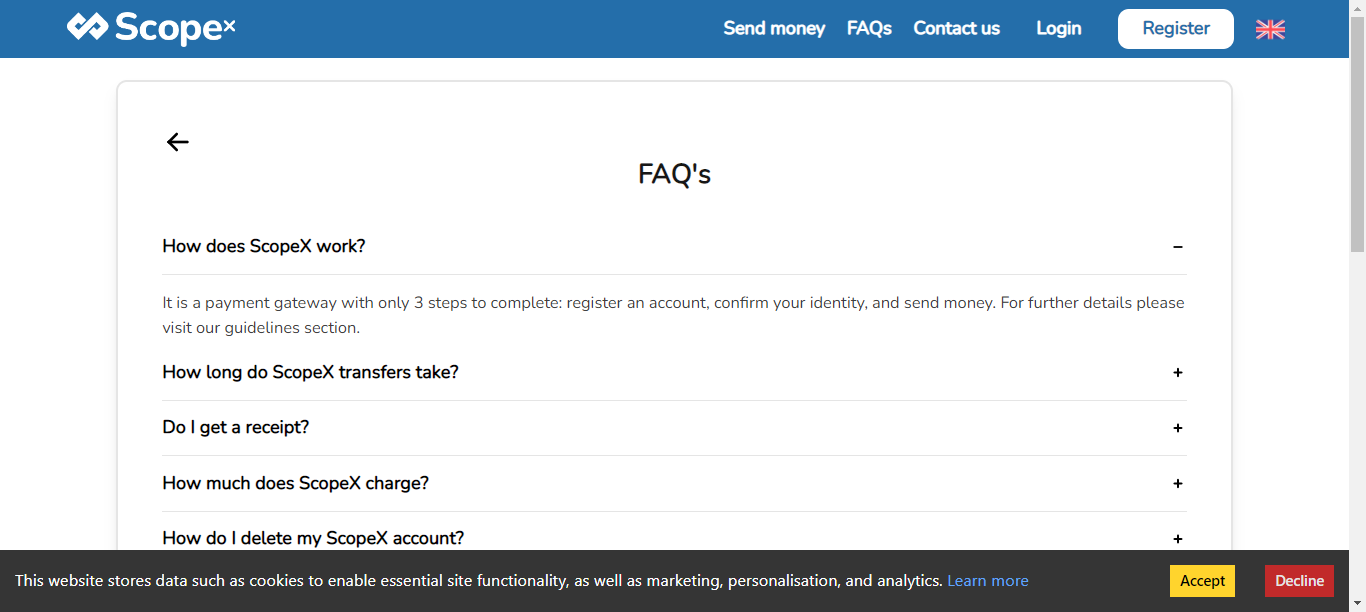 Scopex
Send money
FAQs
Contact us
Login
Register
FAQ's
How does ScopeX work?
It is a payment gateway with only 3 steps to complete: register an account, confirm your identity, and send money. For further details please
visit our guidelines section.
How long do ScopeX transfers take?
Do I get a receipt?
How much does ScopeX charge?
How do I delete my ScopeX account?
This website stores data such as cookies to enable essential site functionality, as well as marketing, personalisation, and analytics. Learn more
Accept
Decline